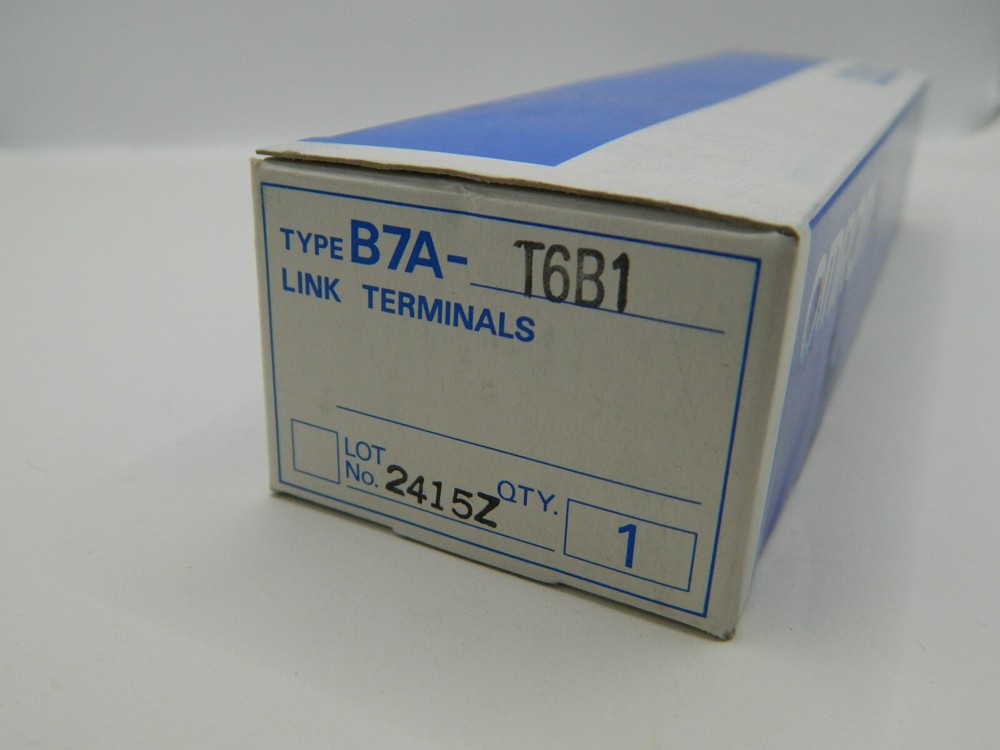 TYPE B7A- T6B1
LINK TERMINALS
LOT No. 2415Z
QTY. 1